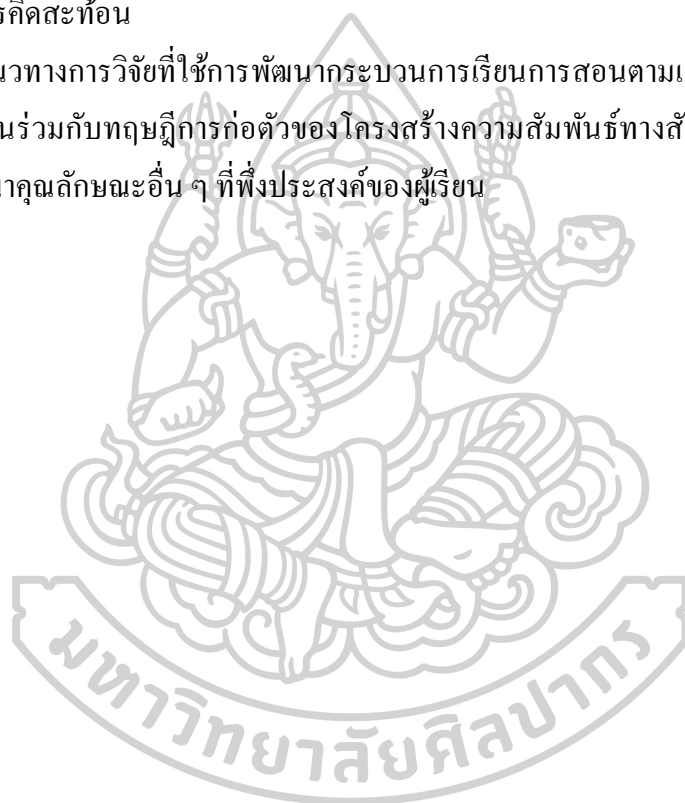 รคิดสะท้อน
นวทางการวิจัยที่ใช้การพัฒนากระบวนการเรียนการสอนตามแ
นร่วมกับทฤษฎีการก่อตัวของโครงสร้างความสัมพันธ์ทางสั
นาคุณลักษณะอื่น ๆ ที่พึ่งประสงค์ของผู้เรียน
มหาวิทยาลัยศิลปากร